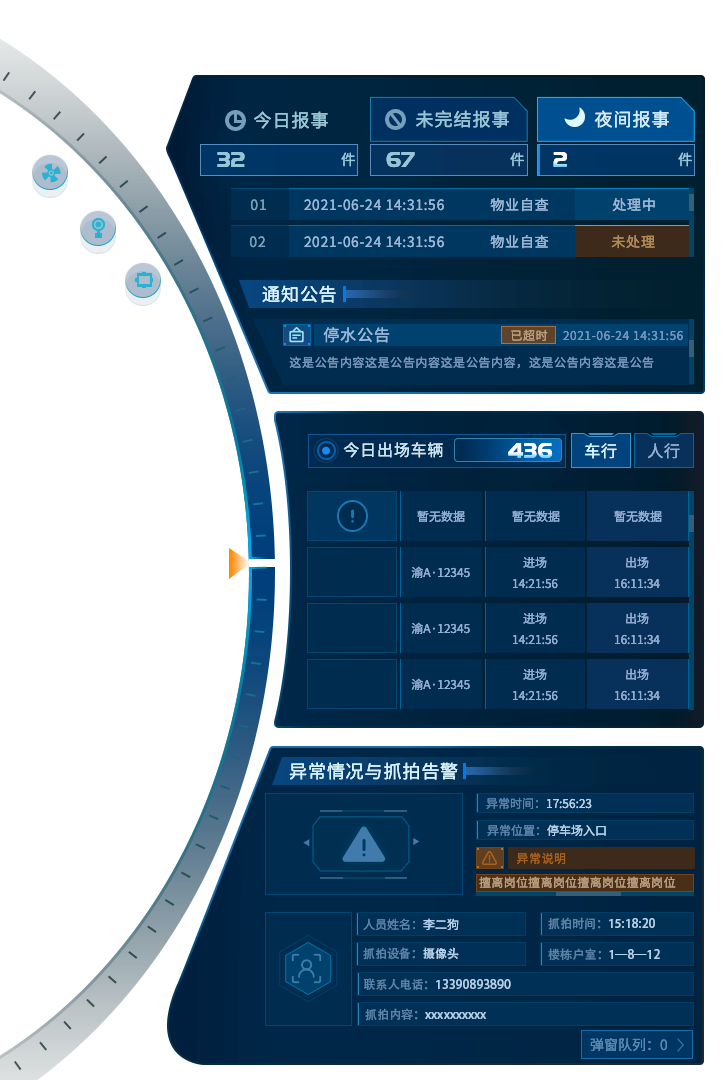 今日报事 未完结报事 夜间报事
32 件 67 件 2 件
01 2021-06-24 14:31:56 物业自查 处理中
02 2021-06-24 14:31:56 物业自查 未处理
通知公告
停水公告 已超时 2021-06-24 14:31:56
这是公告内容这是公告内容这是公告内容，这是公告内容这是公告
今日出场车辆 436 车行 人行
暂无数据 暂无数据 暂无数据
渝A·12345 进场 14:21:56 出场 16:11:34
渝A·12345 进场 14:21:56 出场 16:11:34
渝A·12345 进场 14:21:56 出场 16:11:34
异常情况与抓拍告警
异常时间：17:56:23
异常位置：停车场入口
异常说明
擅离岗位擅离岗位擅离岗位擅离岗位
人员姓名：李二狗 抓拍时间：15:18:20
抓拍设备：摄像头 楼栋户室：1—8—12
联系人电话：13390893890
抓拍内容：xxxxxxxxxx
弹窗队列：0